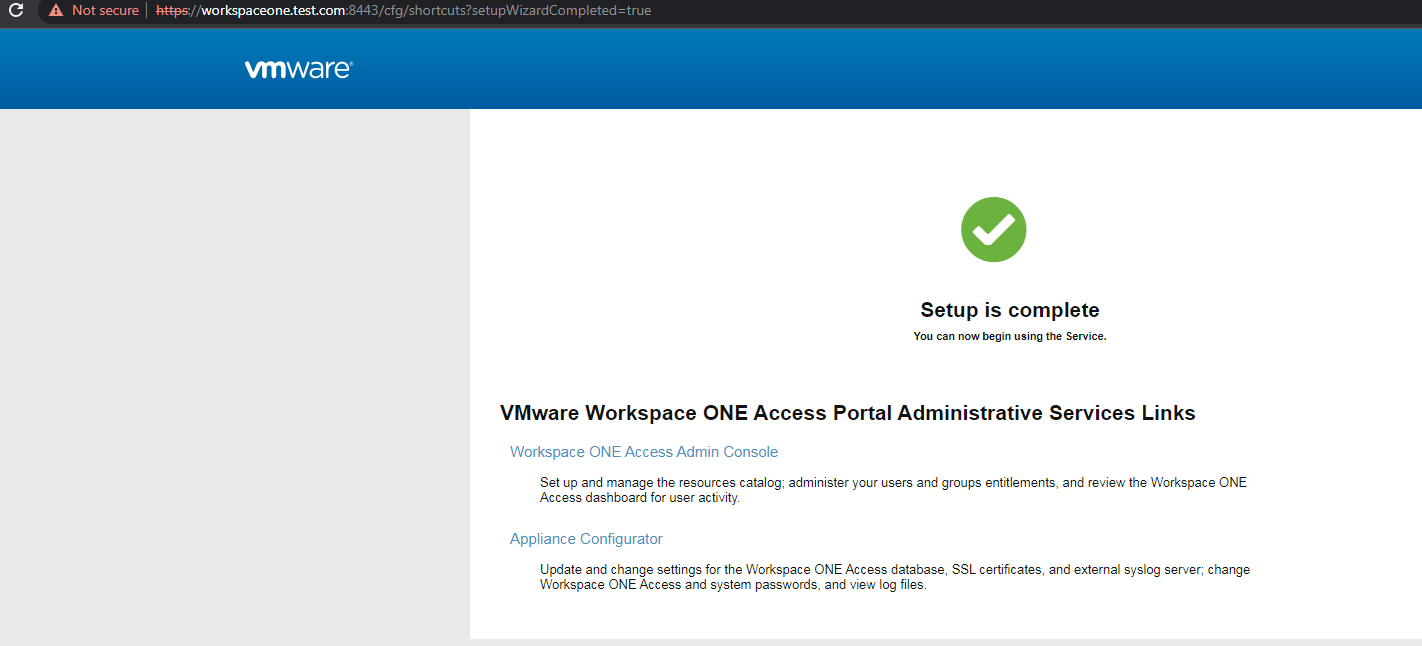 Not secure | https://workspaceone.test.com:8443/cfg/shortcuts?setupWizardCompleted=true
vmware®
Setup is complete
You can now begin using the Service.
VMware Workspace ONE Access Portal Administrative Services Links
Workspace ONE Access Admin Console
Set up and manage the resources catalog; administer your users and groups entitlements, and review the Workspace ONE
Access dashboard for user activity.
Appliance Configurator
Update and change settings for the Workspace ONE Access database, SSL certificates, and external syslog server; change
Workspace ONE Access and system passwords, and view log files.